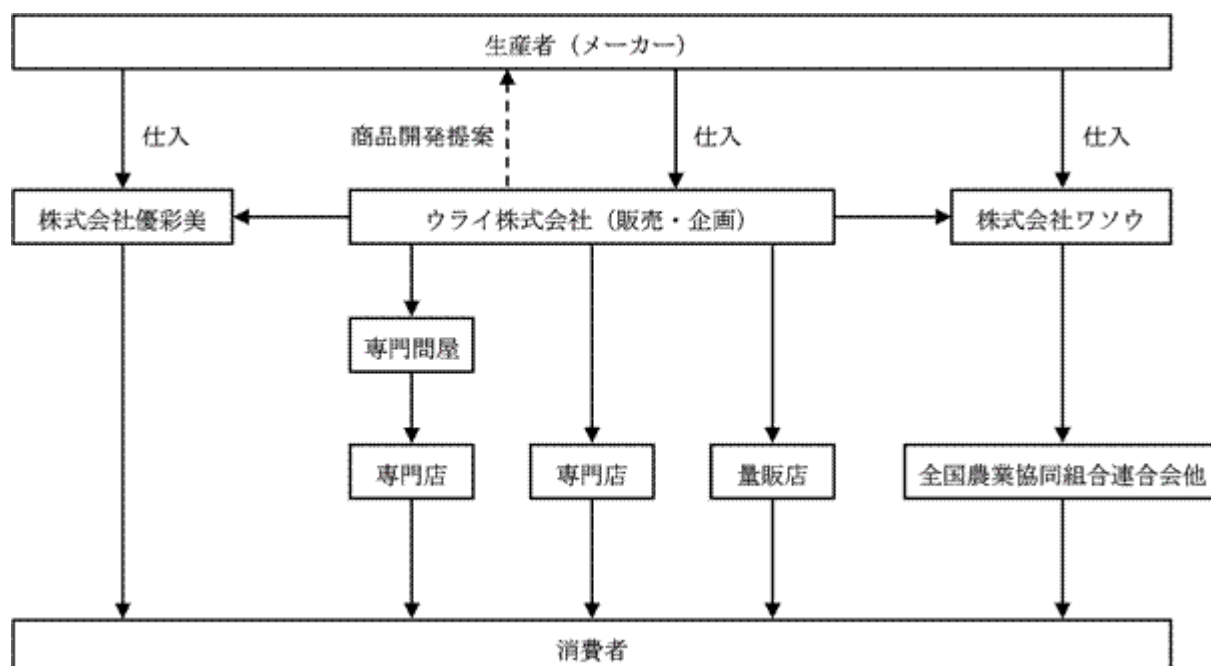 生産者（メーカー）
仕入
商品開発提案
仕入
仕入
株式会社優彩美
ウライ株式会社（販売・企画）
株式会社ワソウ
専門問屋
専門店
専門店
量販店
全国農業協同組合連合会他
消費者